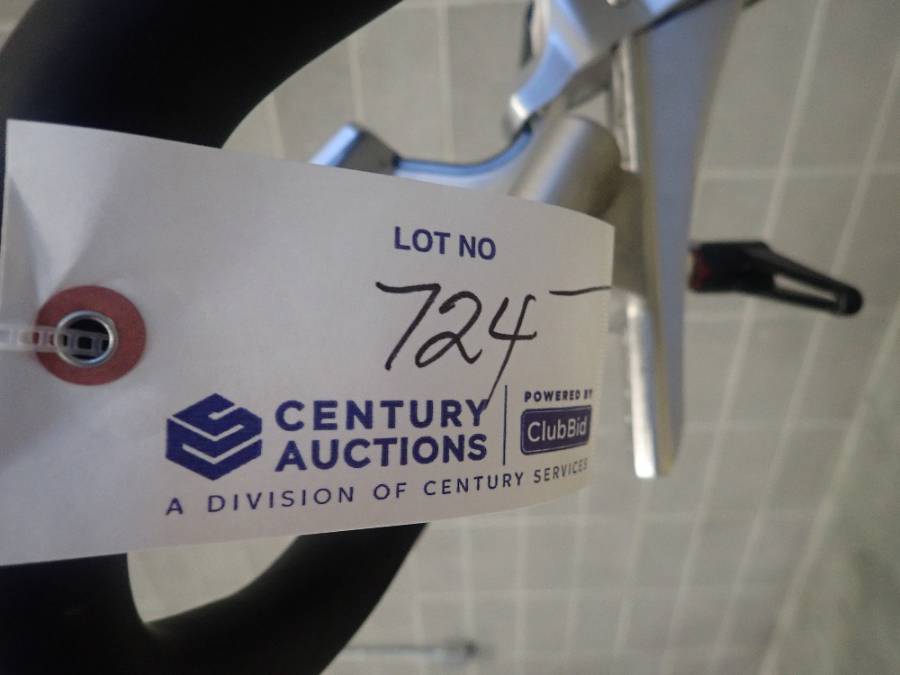 LOT NO
724
CENTURY
AUCTIONS
POWERED BY
ClubBid
A DIVISION OF CENTURY SERVICES